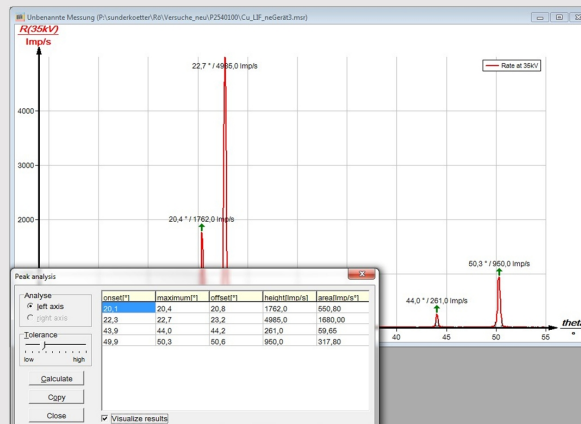 Unbenannte Messung (P:\sunderkoetter\Rö\Versuche_neu\P2540100\Cu_LIF_neGerät3.msr)
R(35kV)
Imp/s
Rate at 35kV
22,7 ° / 4985,0 Imp/s
4000
3000
2000
20,4 ° / 1762,0 Imp/s
50,3 ° / 950,0 Imp/s
44,0 ° / 261,0 Imp/s
theta
°
40
45
50
55
Peak analysis
Analyse
left axis
right axis
Tolerance
low high
Calculate
Copy
Close
onset[°] maximum[°] offset[°] height[Imp/s] area[Imp/s*°]
20,1 20,4 20,8 1762,0 550,80
22,3 22,7 23,2 4985,0 1680,00
43,9 44,0 44,2 261,0 59,65
49,9 50,3 50,6 950,0 317,80
Visualize results